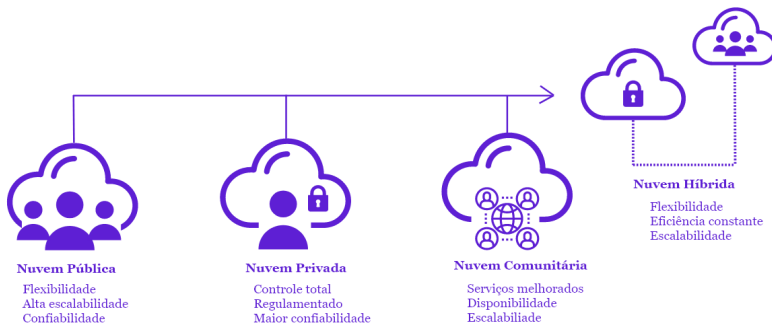 Nuvem Pública
Flexibilidade
Alta escalabilidade
Confiabilidade
Nuvem Privada
Controle total
Regulamentado
Maior confiabilidade
Nuvem Comunitária
Serviços melhorados
Disponibilidade
Escalabiliade
Nuvem Híbrida
Flexibilidade
Eficiência constante
Escalabilidade